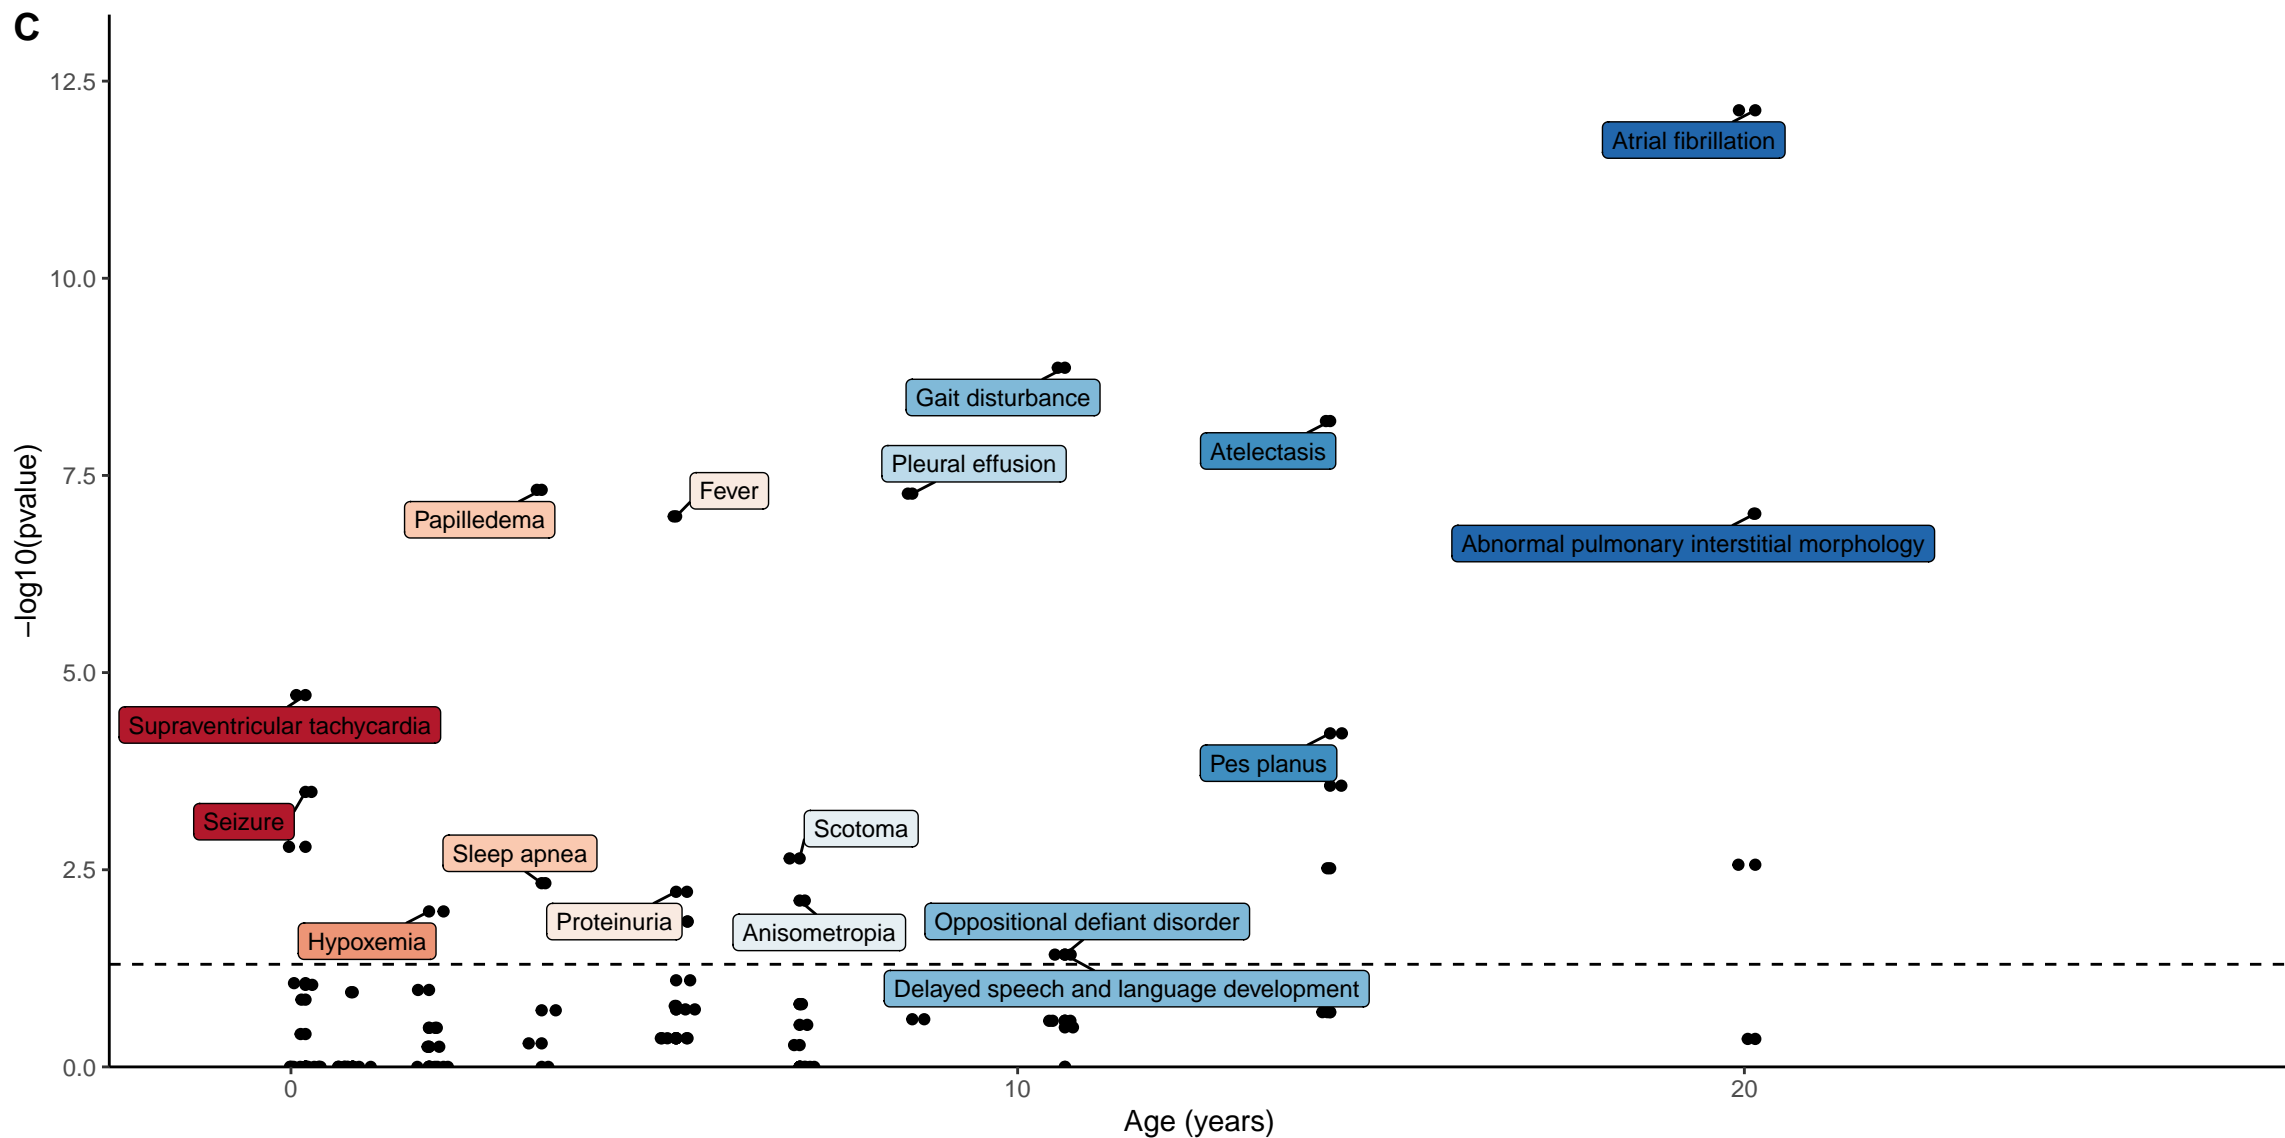 C
12.5
10.0
7.5
5.0
2.5
0.0
−log10(pvalue)
Atrial fibrillation
Gait disturbance
Atelectasis
Pleural effusion
Fever
Papilledema
Abnormal pulmonary interstitial morphology
Supraventricular tachycardia
Pes planus
Seizure
Scotoma
Sleep apnea
Proteinuria
Oppositional defiant disorder
Anisometropia
Hypoxemia
Delayed speech and language development
0
10
20
Age (years)